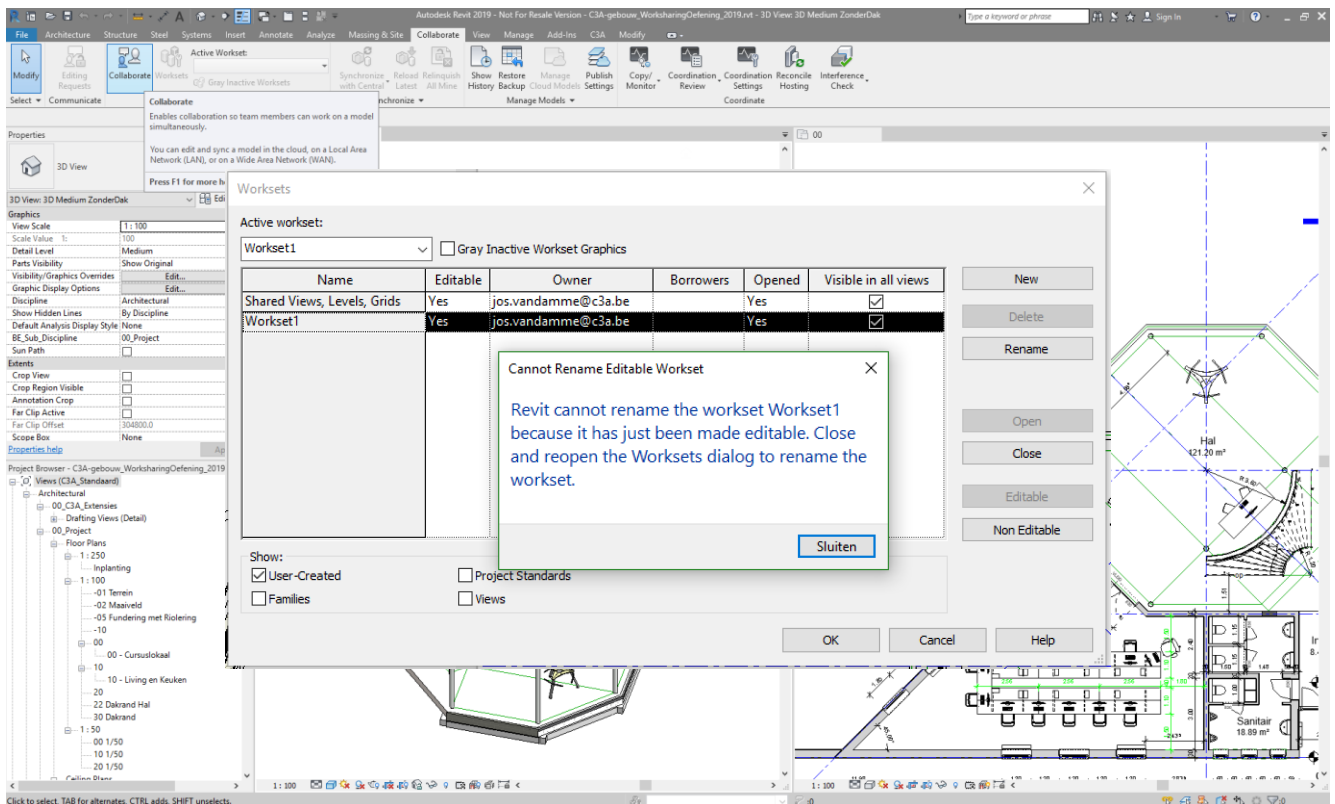 Autodesk Revit 2019 - Not For Resale Version - C3A-gebouw_WorksharingOefening_2019.rvt - 3D View: 3D Medium ZonderDak
Type a keyword or phrase
Sign In
File Architecture Structure Steel Systems Insert Annotate Analyze Massing & Site Collaborate View Manage Add-Ins C3A Modify
Modify
Editing Requests
Collaborate
Worksets
Active Workset:
Gray Inactive Worksets
Synchronize with Central
Reload Latest
Relinquish All Mine
Show History
Restore Backup
Manage Cloud Models
Publish Settings
Copy/ Monitor
Coordination Review
Coordination Settings
Reconcile Hosting
Interference Check
Select Communicate nchronize Manage Models Coordinate
Collaborate
Enables collaboration so team members can work on a model
simultaneously.
You can edit and sync a model in the cloud, on a Local Area
Network (LAN), or on a Wide Area Network (WAN).
Press F1 for more h
Properties
3D View
00
3D View: 3D Medium ZonderDak Edi
Graphics
View Scale 1 : 100
Scale Value 1: 100
Detail Level Medium
Parts Visibility Show Original
Visibility/Graphics Overrides Edit...
Graphic Display Options Edit...
Discipline Architectural
Show Hidden Lines By Discipline
Default Analysis Display Style None
BE_Sub_Discipline 00_Project
Sun Path
Extents
Crop View
Crop Region Visible
Annotation Crop
Far Clip Active
Far Clip Offset 304800.0
Scope Box None
Properties help Ap
Project Browser - C3A-gebouw_WorksharingOefening_2019
Views (C3A_Standaard)
Architectural
00_C3A_Extensies
Drafting Views (Detail)
00_Project
Floor Plans
1 : 250
Inplanting
1 : 100
-01 Terrein
-02 Maaiveld
-05 Fundering met Riolering
-10
00
00 - Cursuslokaal
10
10 - Living en Keuken
20
22 Dakrand Hal
30 Dakrand
1 : 50
00 1/50
10 1/50
20 1/50
Ceiling Plans
Worksets
Active workset:
Workset1
Gray Inactive Workset Graphics
Name Editable Owner Borrowers Opened Visible in all views
Shared Views, Levels, Grids Yes jos.vandamme@c3a.be Yes
Workset1 Yes jos.vandamme@c3a.be Yes
New
Delete
Rename
Open
Close
Editable
Non Editable
Cannot Rename Editable Workset
Revit cannot rename the workset Workset1
because it has just been made editable. Close
and reopen the Worksets dialog to rename the
workset.
Sluiten
Show:
User-Created
Project Standards
Families
Views
OK
Cancel
Help
Hal
121.20 m²
Sanitair
18.89 m²
1 : 100
1 : 100
Click to select, TAB for alternates, CTRL adds, SHIFT unselects.
:0
:0